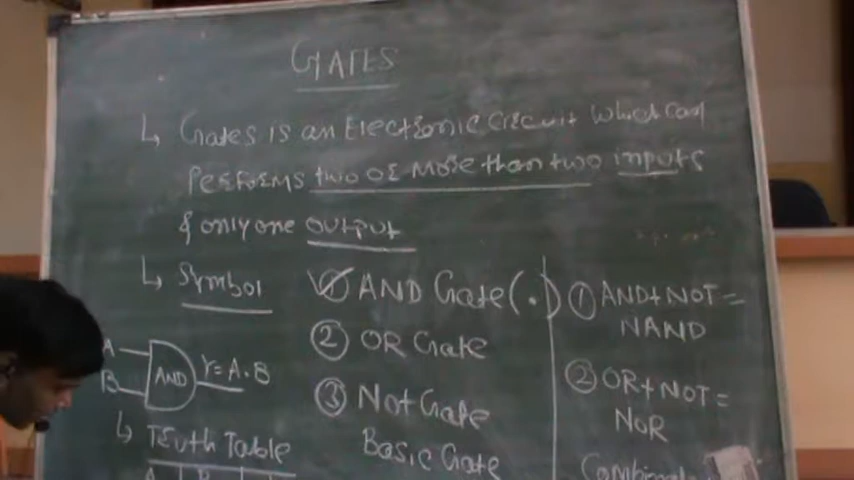 GATES
↳ Gates is an Electronic Circuit which can
performs two or more than two inputs
& only one output
↳ Symbol
① AND Gate (.)
② OR Gate
③ Not Gate
Basic Gate
A
B
AND
Y = A . B
↳ Truth Table
A B
① AND + NOT =
NAND
② OR + NOT =
NOR